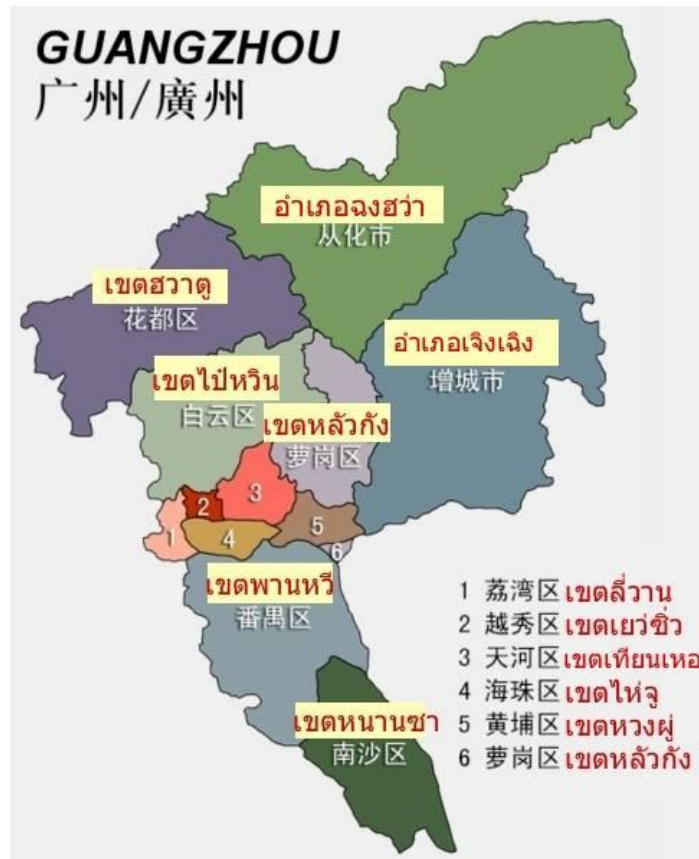 GUANGZHOU
广州/廣州
อำเภอฉงฮว่า
从化市
เขตฮวาตู
花都区
อำเภอเจิงเฉิง
增城市
เขตไป๋หวิน
白云区
เขตหลัวกัง
萝岗区
3
2
1
4
5
6
เขตพานหวี
番禺区
เขตหนานซา
南沙区
1 荔湾区 เขตลี่วาน
2 越秀区 เขตเยว่ซิ่ว
3 天河区 เขตเทียนเหอ
4 海珠区 เขตไห่จู
5 黄埔区 เขตหวงผู่
6 萝岗区 เขตหลัวกัง